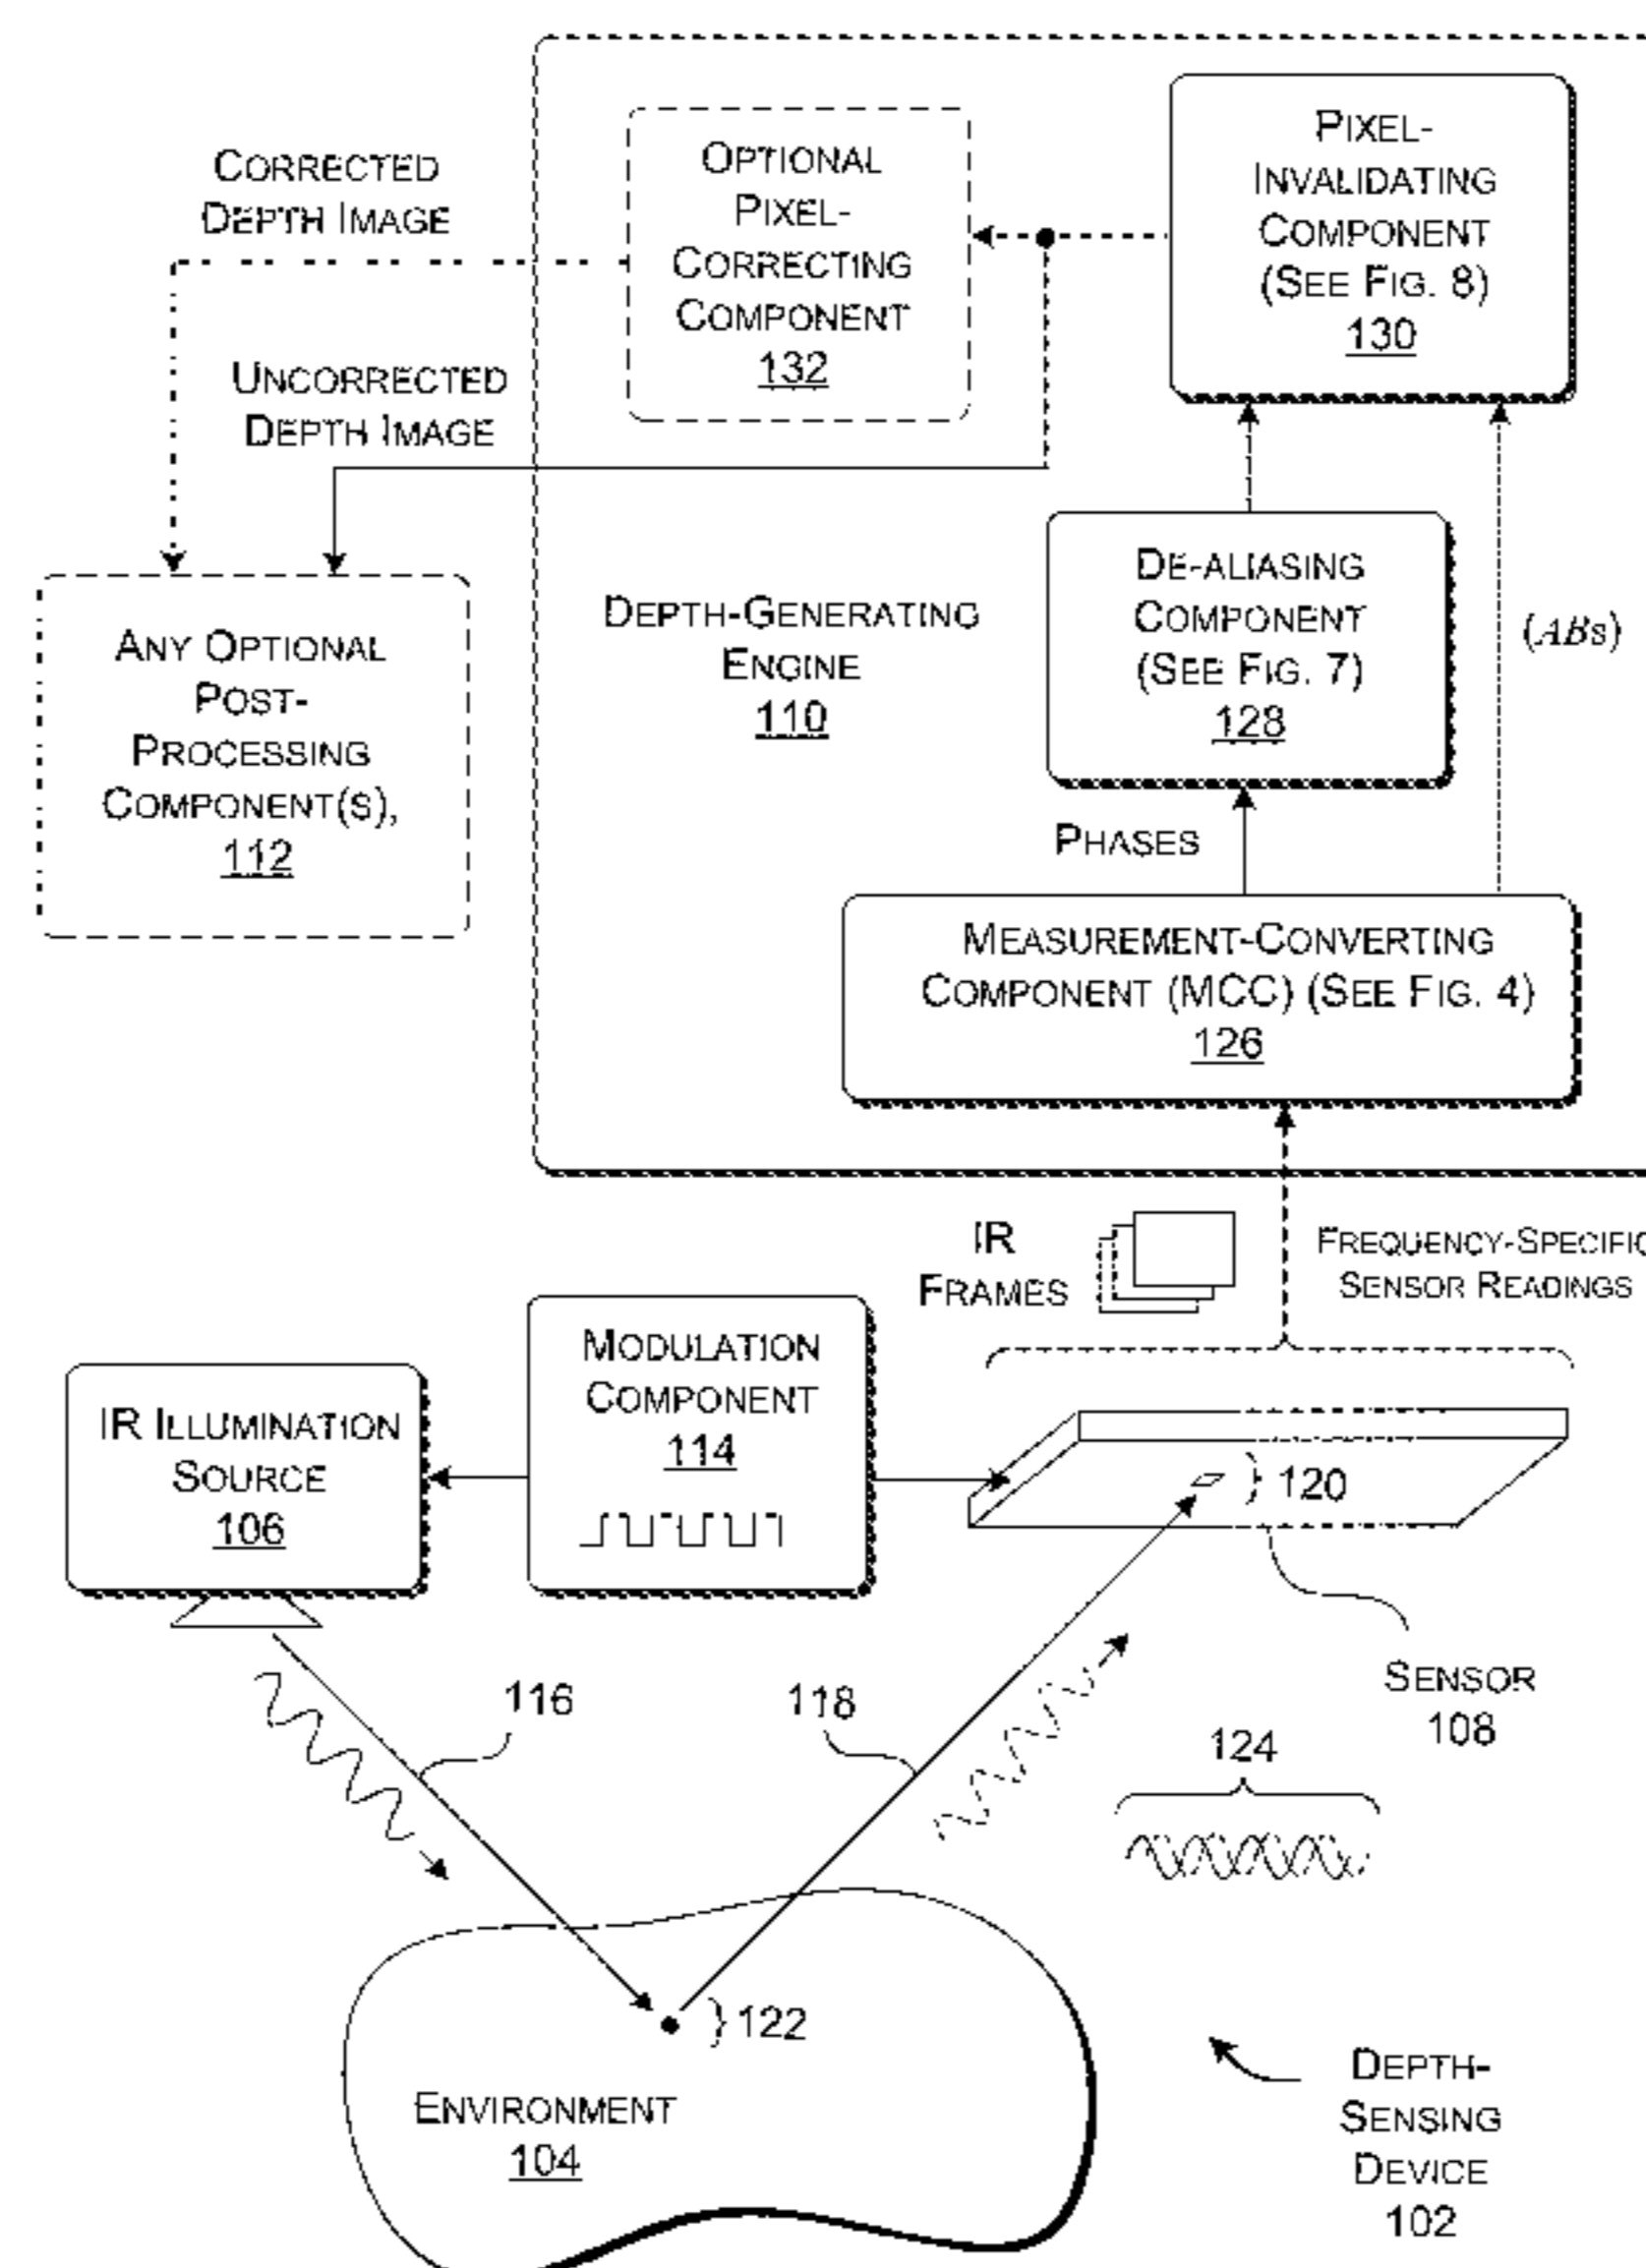 PIXEL-
INVALIDATING
COMPONENT
(SEE FIG. 8)
130
OPTIONAL
PIXEL-
CORRECTING
COMPONENT
132
CORRECTED
DEPTH IMAGE
UNCORRECTED
DEPTH IMAGE
DE-ALIASING
COMPONENT
(SEE FIG. 7)
128
(ABs)
DEPTH-GENERATING
ENGINE
110
ANY OPTIONAL
POST-
PROCESSING
COMPONENT(S),
112
PHASES
MEASUREMENT-CONVERTING
COMPONENT (MCC) (SEE FIG. 4)
126
IR
FRAMES
FREQUENCY-SPECIFIC
SENSOR READINGS
MODULATION
COMPONENT
114
IR ILLUMINATION
SOURCE
106
120
SENSOR
108
116
118
124
122
ENVIRONMENT
104
DEPTH-
SENSING
DEVICE
102